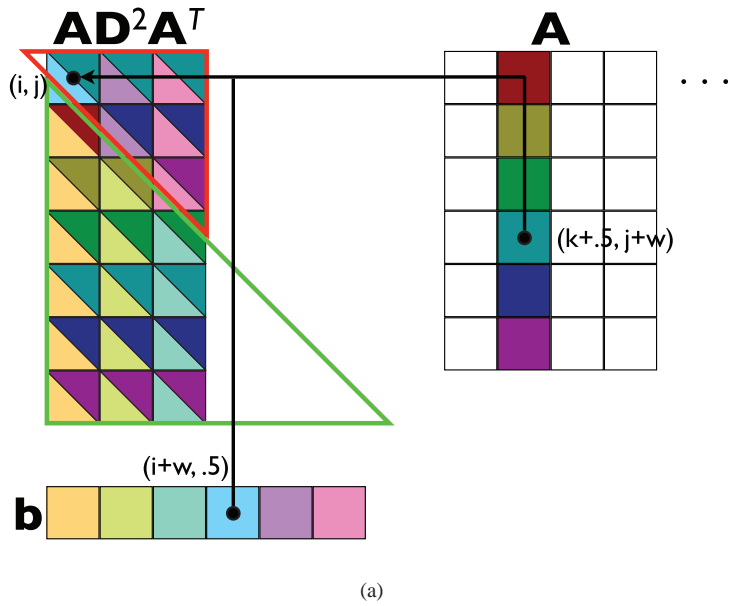 AD²Aᵀ A
(i, j) . . .
(k+.5, j+w)
(i+w, .5)
b
(a)